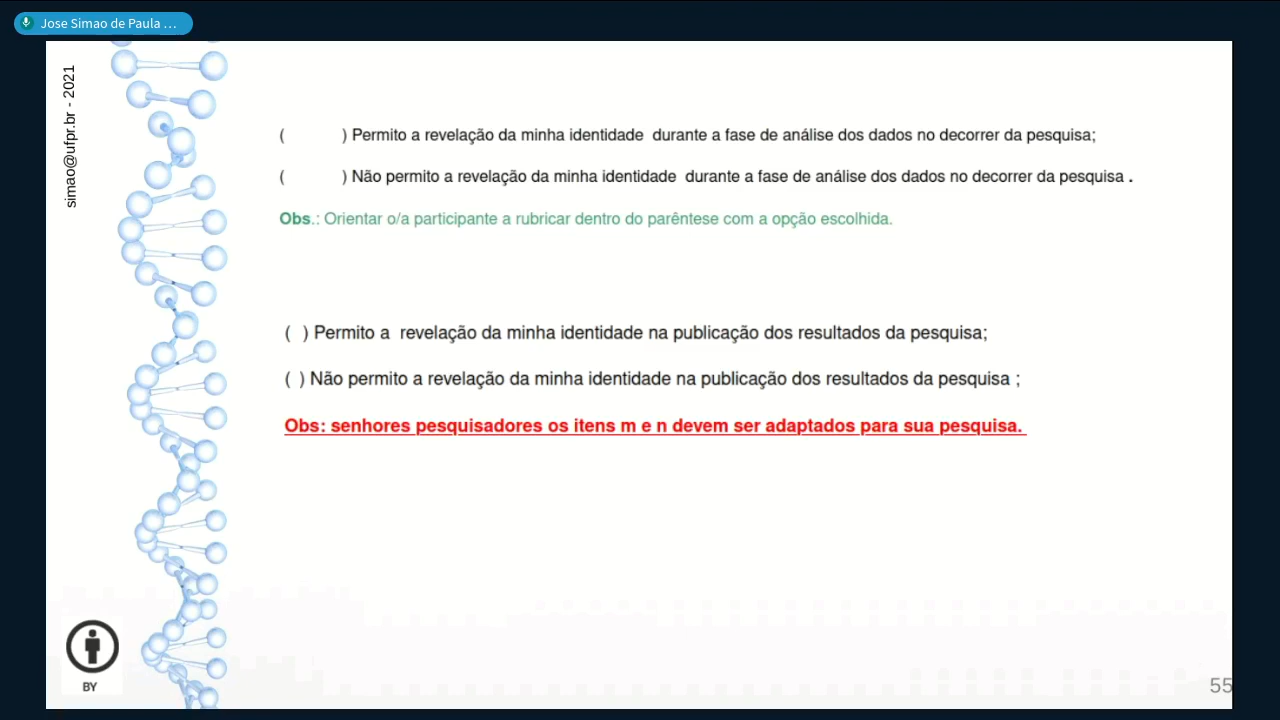 Jose Simao de Paula ...
simao@ufpr.br - 2021
( ) Permito a revelação da minha identidade durante a fase de análise dos dados no decorrer da pesquisa;
( ) Não permito a revelação da minha identidade durante a fase de análise dos dados no decorrer da pesquisa .
Obs.: Orientar o/a participante a rubricar dentro do parêntese com a opção escolhida.
( ) Permito a revelação da minha identidade na publicação dos resultados da pesquisa;
( ) Não permito a revelação da minha identidade na publicação dos resultados da pesquisa ;
Obs: senhores pesquisadores os itens m e n devem ser adaptados para sua pesquisa.
BY
55